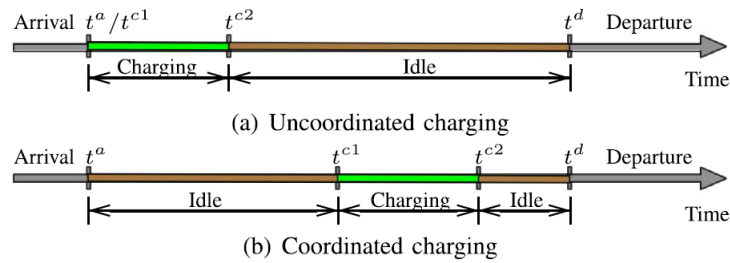 Arrival t^a/t^{c1} t^{c2} t^d Departure
Charging Idle
Time
(a) Uncoordinated charging
Arrival t^a t^{c1} t^{c2} t^d Departure
Idle Charging Idle
Time
(b) Coordinated charging